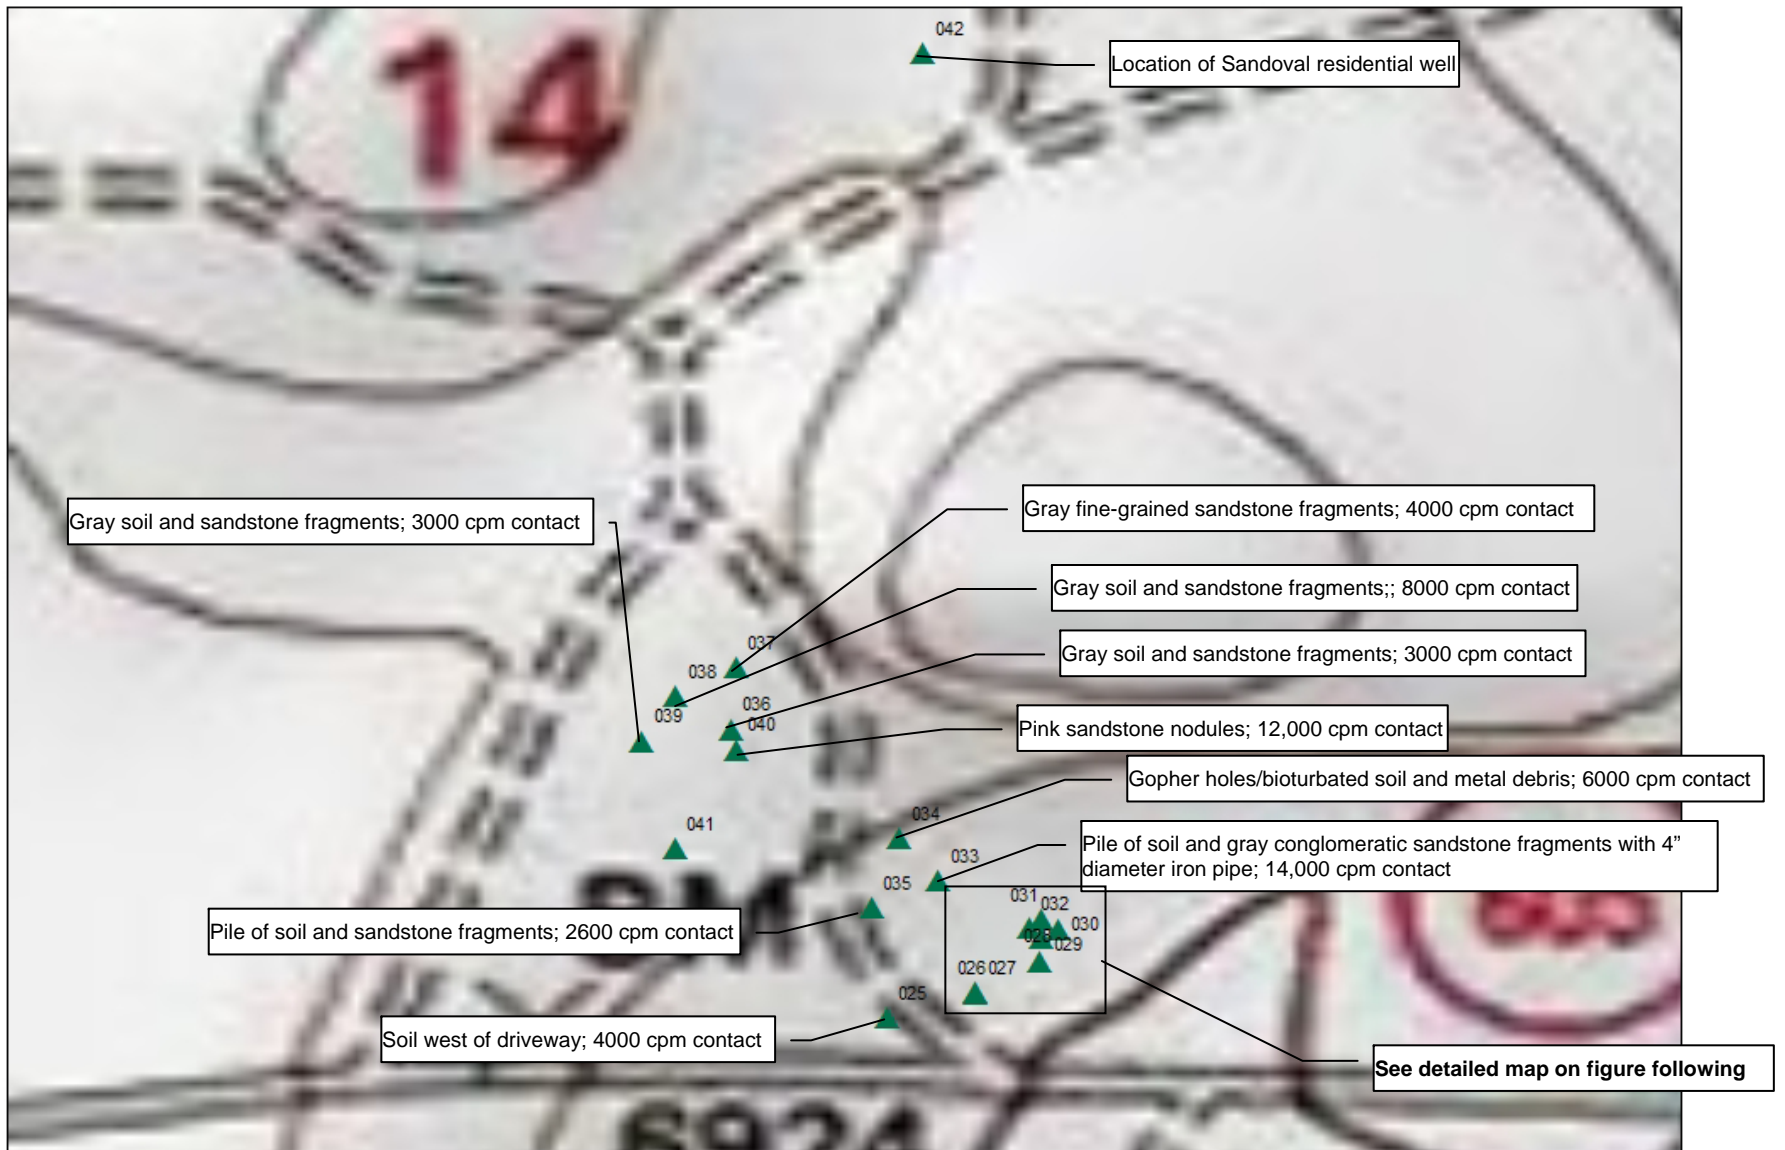 14
042
Location of Sandoval residential well
Gray soil and sandstone fragments; 3000 cpm contact
Gray fine-grained sandstone fragments; 4000 cpm contact
Gray soil and sandstone fragments;; 8000 cpm contact
037
Gray soil and sandstone fragments; 3000 cpm contact
038
036
039
040
Pink sandstone nodules; 12,000 cpm contact
Gopher holes/bioturbated soil and metal debris; 6000 cpm contact
034
041
Pile of soil and gray conglomeratic sandstone fragments with 4”
diameter iron pipe; 14,000 cpm contact
033
035
031
032
030
028
029
Pile of soil and sandstone fragments; 2600 cpm contact
026
027
025
Soil west of driveway; 4000 cpm contact
See detailed map on figure following
6924